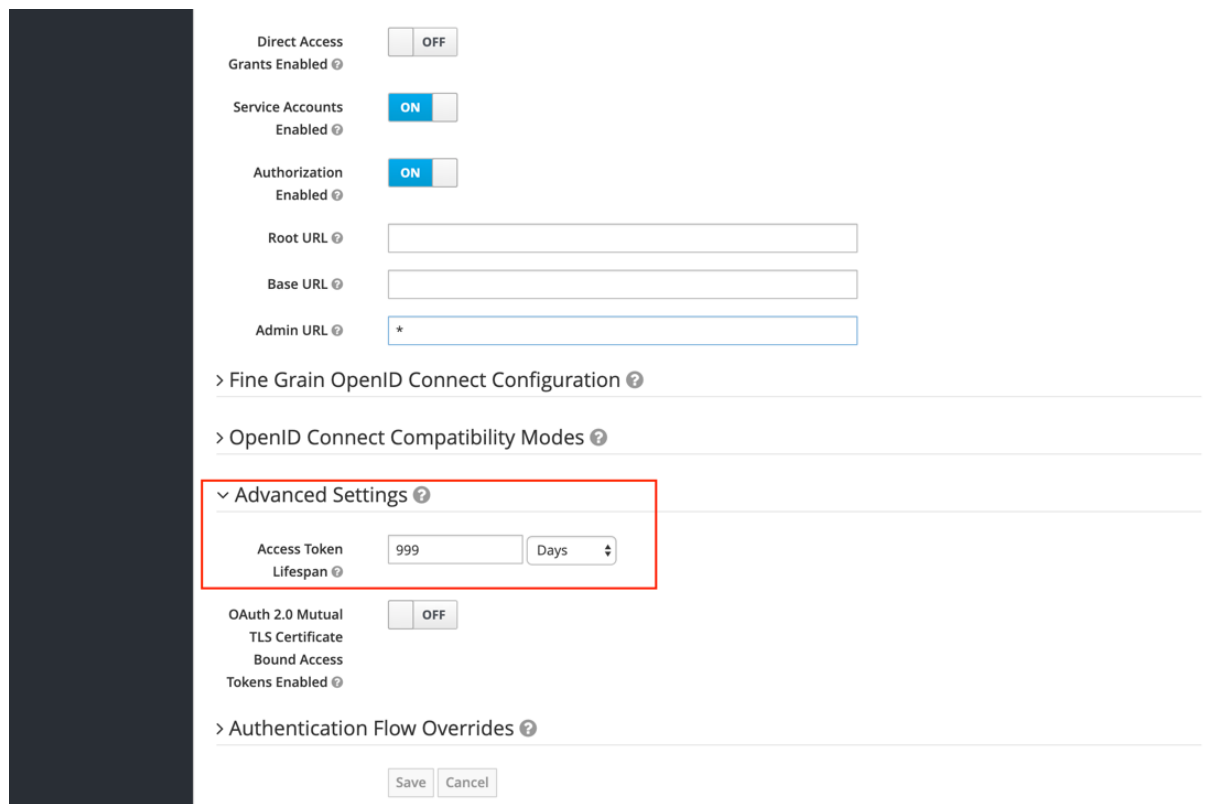 Direct Access
Grants Enabled
OFF
Service Accounts
Enabled
ON
Authorization
Enabled
ON
Root URL
Base URL
Admin URL
*
Fine Grain OpenID Connect Configuration
OpenID Connect Compatibility Modes
Advanced Settings
Access Token
Lifespan
999
Days
OAuth 2.0 Mutual
TLS Certificate
Bound Access
Tokens Enabled
OFF
Authentication Flow Overrides
Save
Cancel